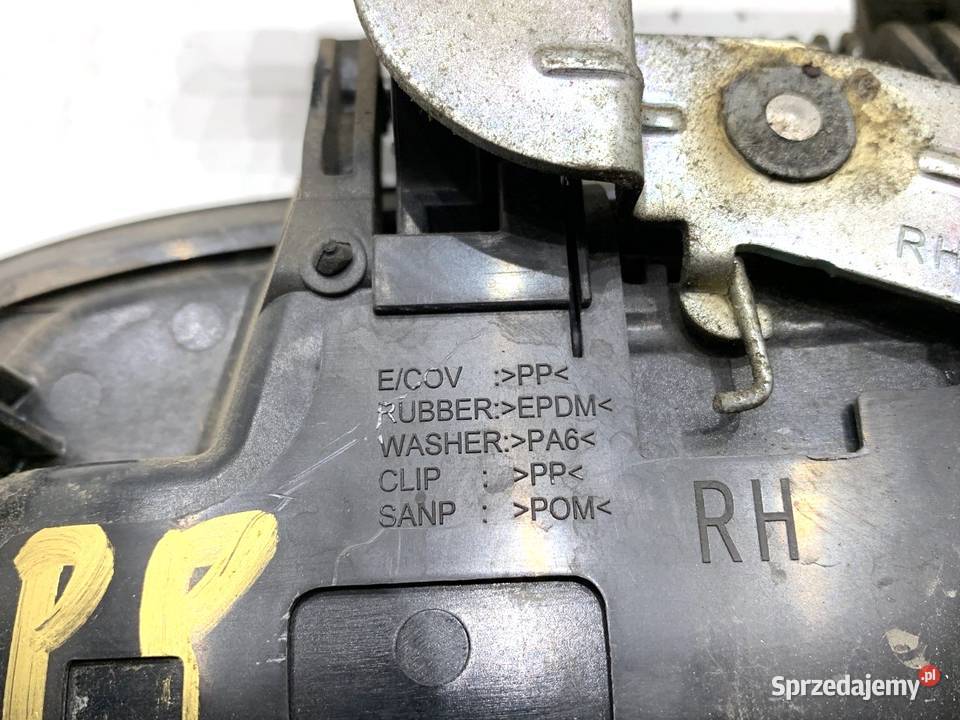 RH
E/COV :>PP<
RUBBER:>EPDM<
WASHER:>PA6<
CLIP : >PP<
SANP : >POM<
RH
PP
Sprzedajemy.pl